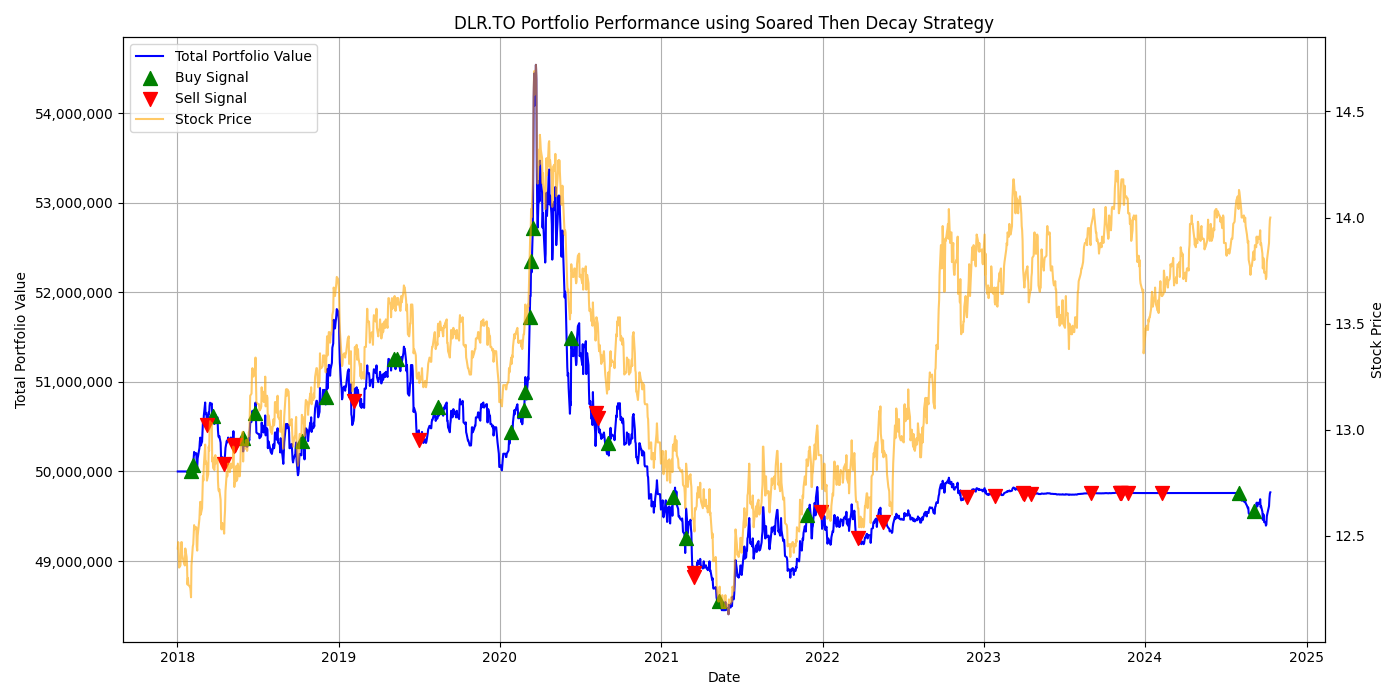 DLR.TO Portfolio Performance using Soared Then Decay Strategy
Total Portfolio Value
Buy Signal
Sell Signal
Stock Price
54,000,000
53,000,000
52,000,000
51,000,000
50,000,000
49,000,000
Total Portfolio Value
14.5
14.0
13.5
13.0
12.5
Stock Price
2018
2019
2020
2021
2022
2023
2024
2025
Date